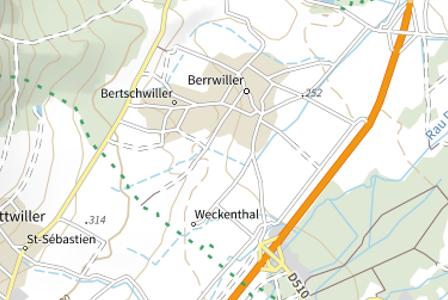 Berrwiller
Bertschwiller
252
Rau
Weckenthal
ttwiller
314
St-Sébastien
D510